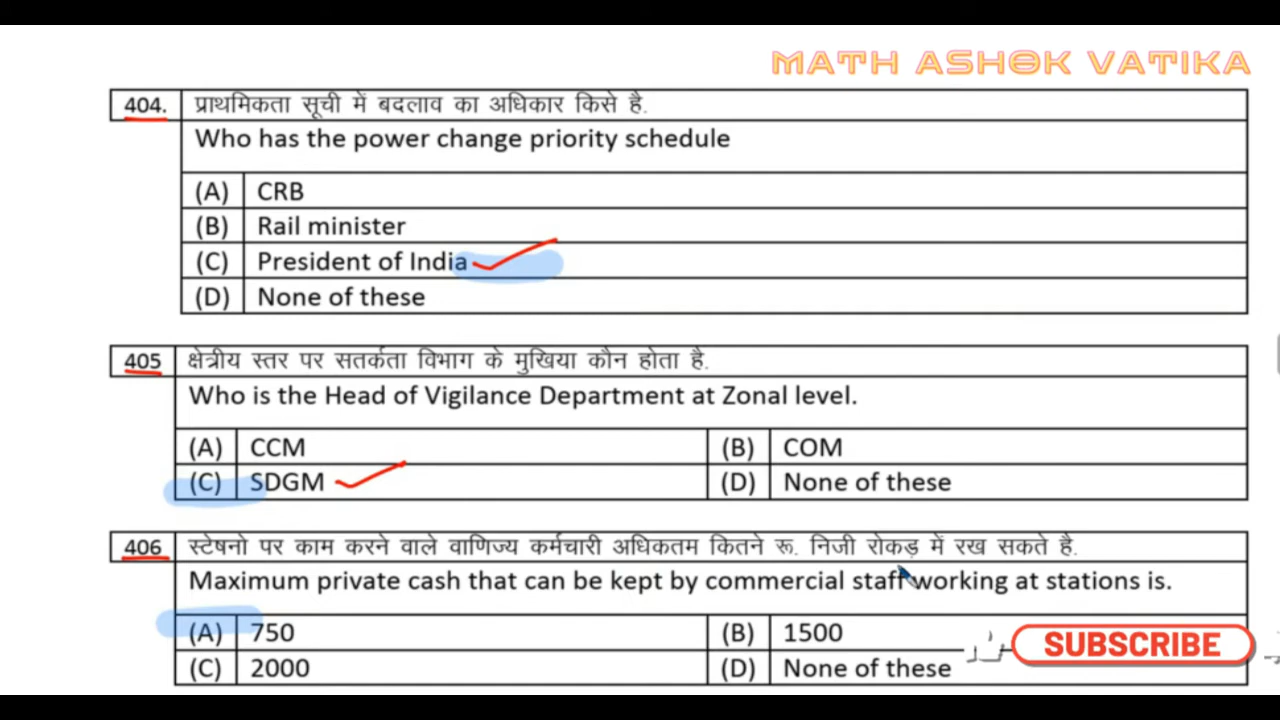 MATH ASHOK VATIKA
404. प्राथमिकता सूची में बदलाव का अधिकार किसे है.
Who has the power change priority schedule
(A) CRB
(B) Rail minister
(C) President of India
(D) None of these
405 क्षेत्रीय स्तर पर सतर्कता विभाग के मुखिया कौन होता है.
Who is the Head of Vigilance Department at Zonal level.
(A) CCM (B) COM
(C) SDGM (D) None of these
406 स्टेषनो पर काम करने वाले वाणिज्य कर्मचारी अधिकतम कितने रू. निजी रोकड़ में रख सकते है.
Maximum private cash that can be kept by commercial staff working at stations is.
(A) 750 (B) 1500
SUBSCRIBE
(C) 2000 (D) None of these